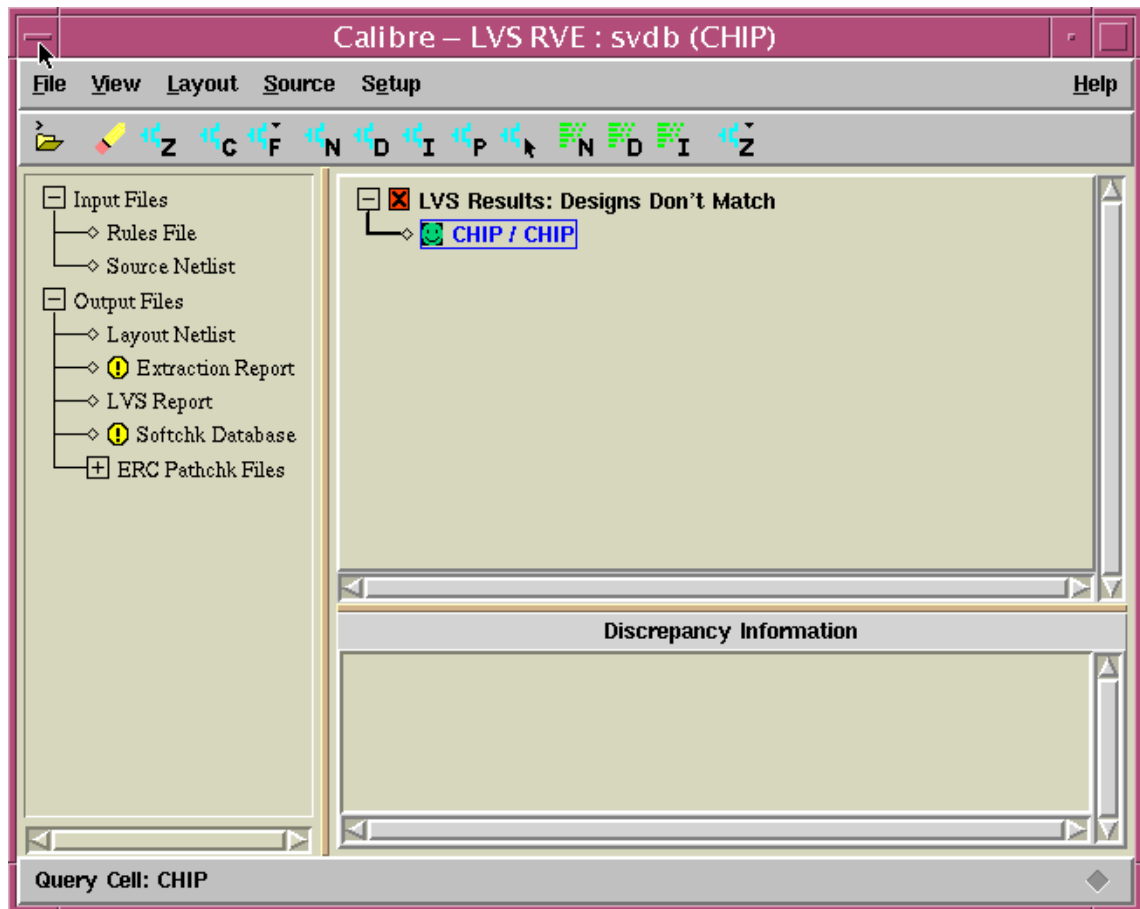 Calibre – LVS RVE : svdb (CHIP)
File View Layout Source Setup Help
Z C F N D I P N D I Z
Input Files
Rules File
Source Netlist
Output Files
Layout Netlist
Extraction Report
LVS Report
Softchk Database
ERC Pathchk Files
LVS Results: Designs Don't Match
CHIP / CHIP
Discrepancy Information
Query Cell: CHIP